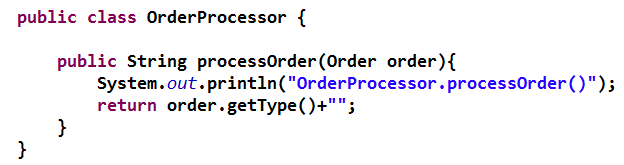 public class OrderProcessor {
public String processOrder(Order order){
System.out.println("OrderProcessor.processOrder()");
return order.getType()+"";
}
}